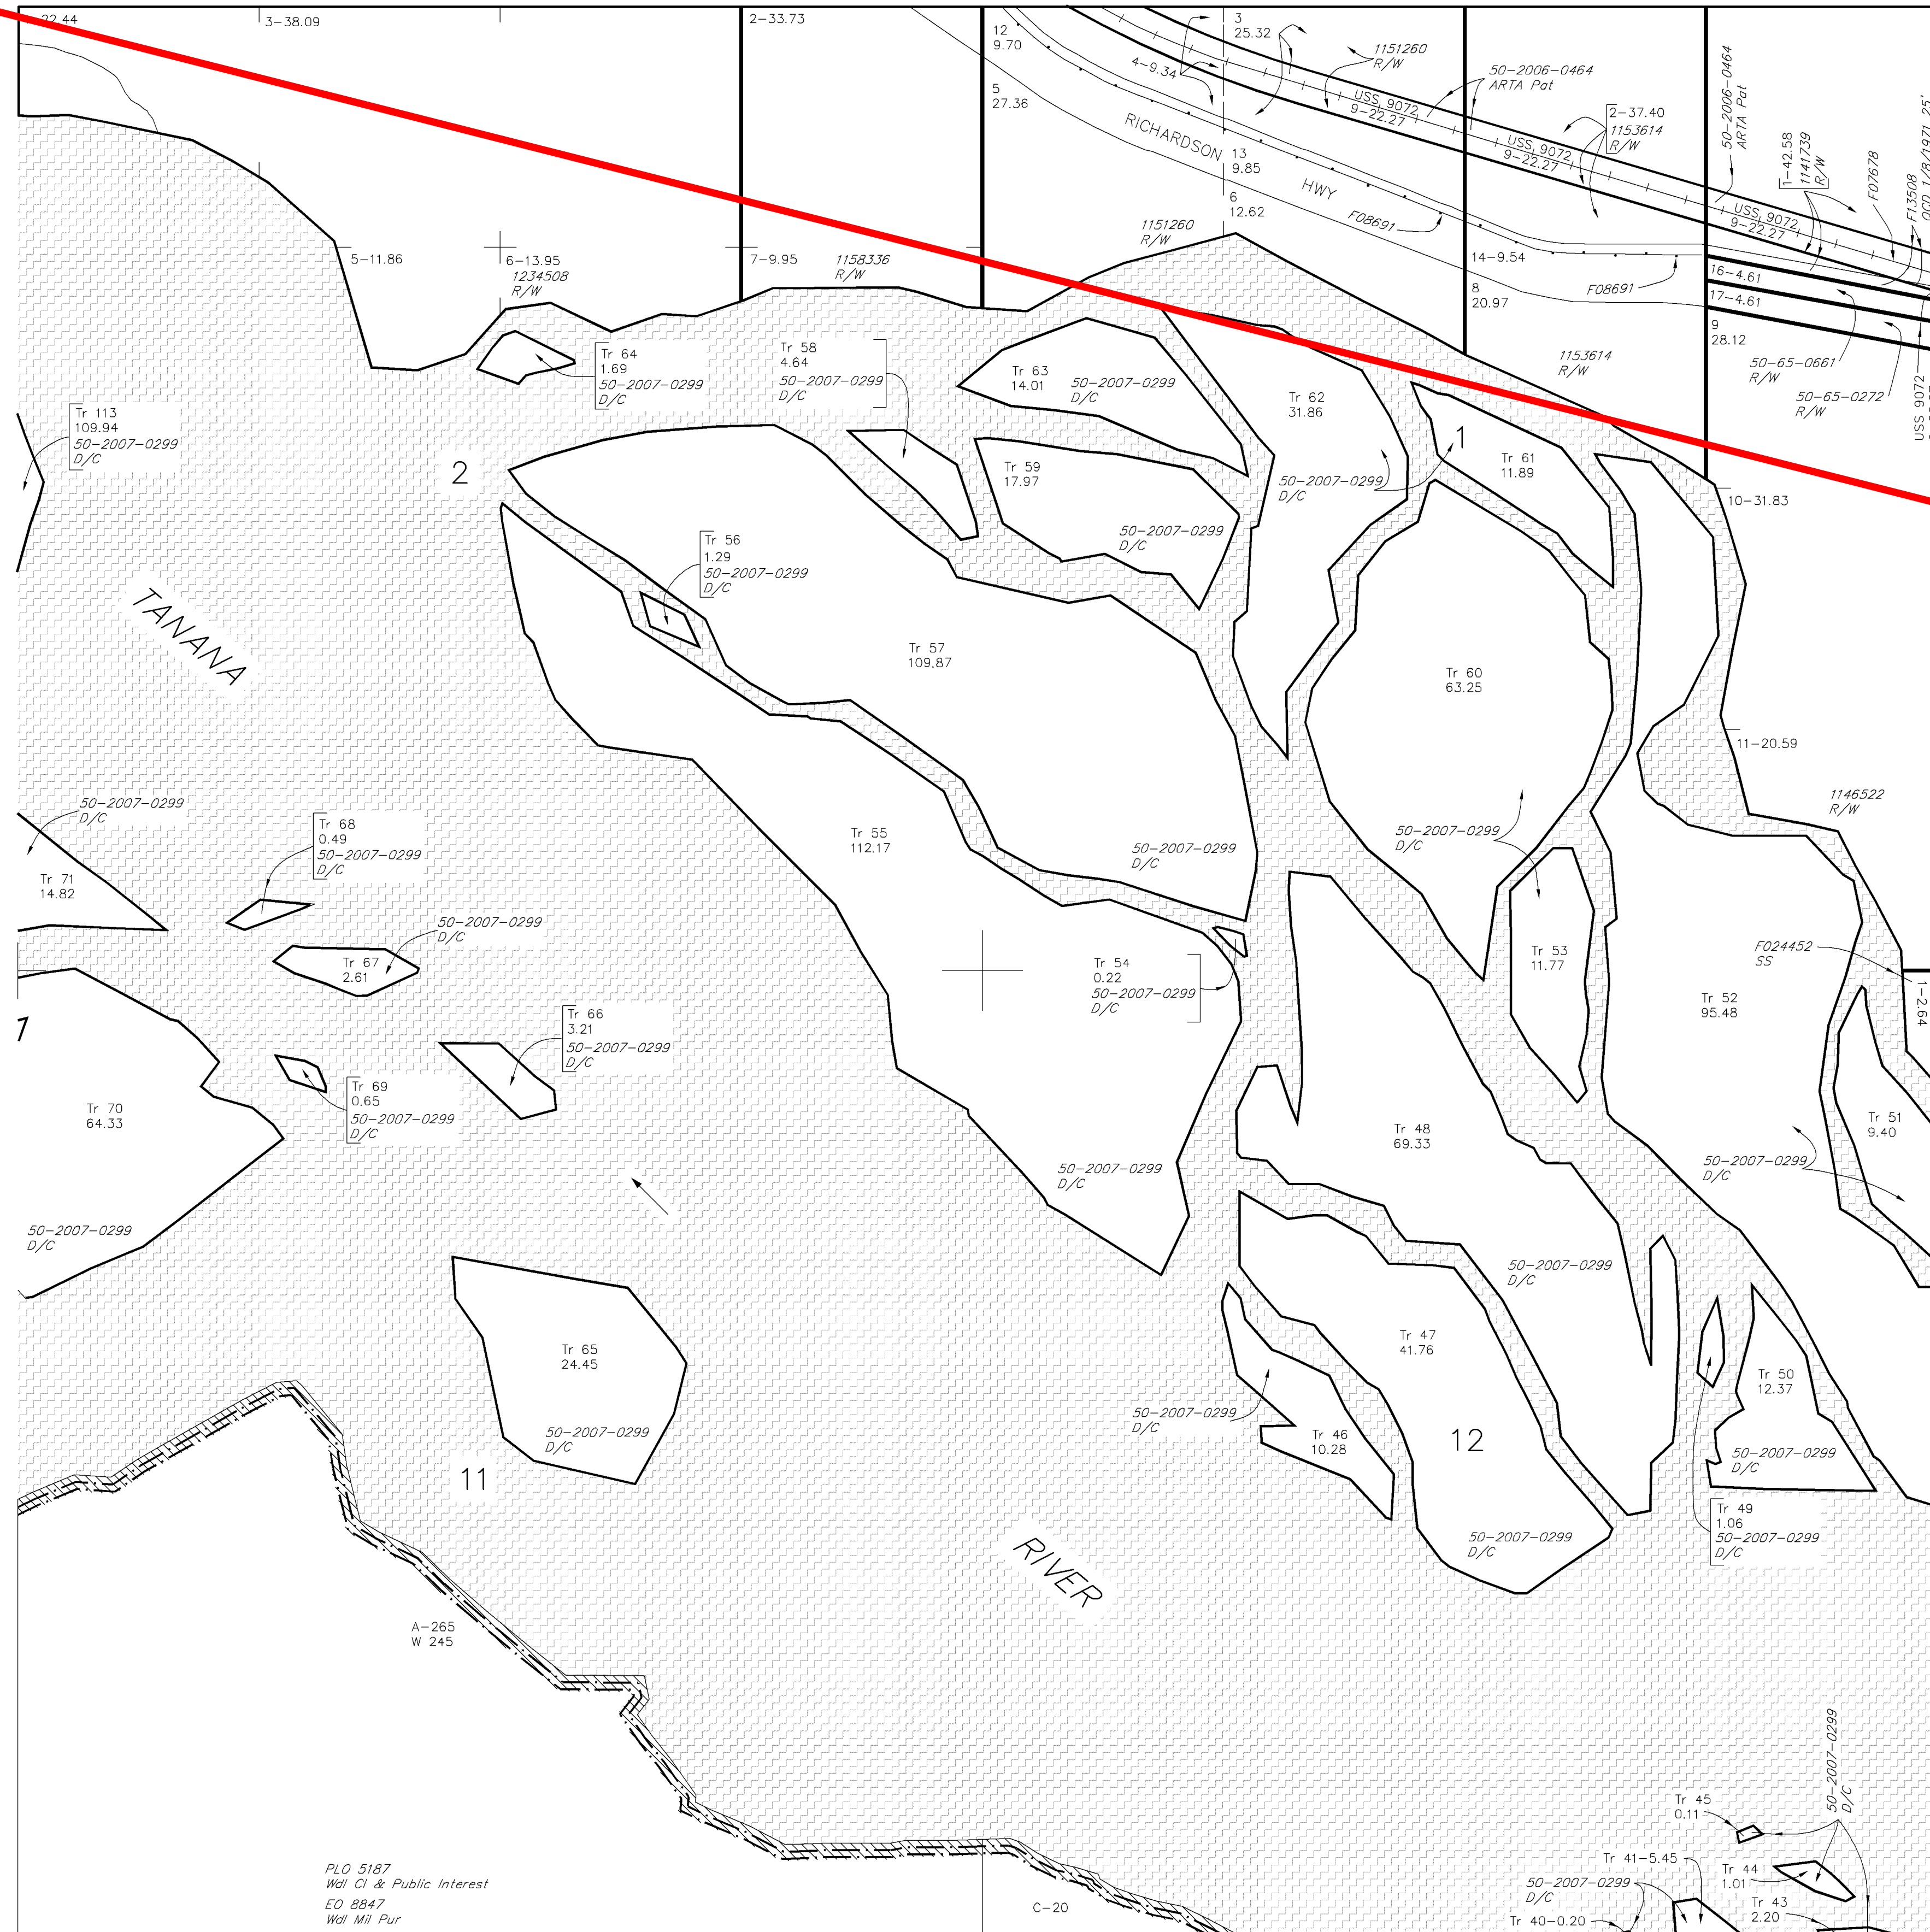 22.44
3-38.09
2-33.73
12
9.70
3
25.32
4-9.34
1151260
R/W
50-2006-0464
ARTA Pat
5
27.36
USS 9072
9-22.27
2-37.40
1153614
R/W
50-2006-0464
ARTA Pat
1-42.58
1141739
R/W
F07678
F13508
OCD 1/8/1971 25'
RICHARDSON
HWY
13
9.85
USS 9072
9-22.27
6
12.62
F08691
1151260
R/W
USS 9072
9-22.27
5-11.86
6-13.95
1234508
R/W
7-9.95
1158336
R/W
14-9.54
8
20.97
F08691
16-4.61
17-4.61
9
28.12
USS 9072
50-65-0661
R/W
50-65-0272
R/W
1153614
R/W
Tr 64
1.69
50-2007-0299
D/C
Tr 58
4.64
50-2007-0299
D/C
Tr 63
14.01
50-2007-0299
D/C
Tr 62
31.86
Tr 113
109.94
50-2007-0299
D/C
2
1
Tr 59
17.97
50-2007-0299
D/C
Tr 61
11.89
10-31.83
50-2007-0299
D/C
Tr 56
1.29
50-2007-0299
D/C
TANANA
Tr 57
109.87
Tr 60
63.25
11-20.59
1146522
R/W
50-2007-0299
D/C
Tr 68
0.49
50-2007-0299
D/C
Tr 55
112.17
50-2007-0299
D/C
50-2007-0299
D/C
Tr 71
14.82
50-2007-0299
D/C
Tr 67
2.61
Tr 54
0.22
50-2007-0299
D/C
Tr 53
11.77
F024452
SS
Tr 52
95.48
1-2.64
Tr 66
3.21
50-2007-0299
D/C
Tr 69
0.65
50-2007-0299
D/C
Tr 70
64.33
Tr 48
69.33
Tr 51
9.40
50-2007-0299
D/C
50-2007-0299
D/C
50-2007-0299
D/C
50-2007-0299
D/C
Tr 65
24.45
Tr 47
41.76
Tr 50
12.37
50-2007-0299
D/C
50-2007-0299
D/C
Tr 46
10.28
12
50-2007-0299
D/C
11
Tr 49
1.06
50-2007-0299
D/C
50-2007-0299
D/C
RIVER
A-265
W 245
50-2007-0299
D/C
Tr 45
0.11
PLO 5187
Wdl Cl & Public Interest
EO 8847
Wdl Mil Pur
C-20
Tr 41-5.45
Tr 44
1.01
50-2007-0299
D/C
Tr 43
2.20
Tr 40-0.20